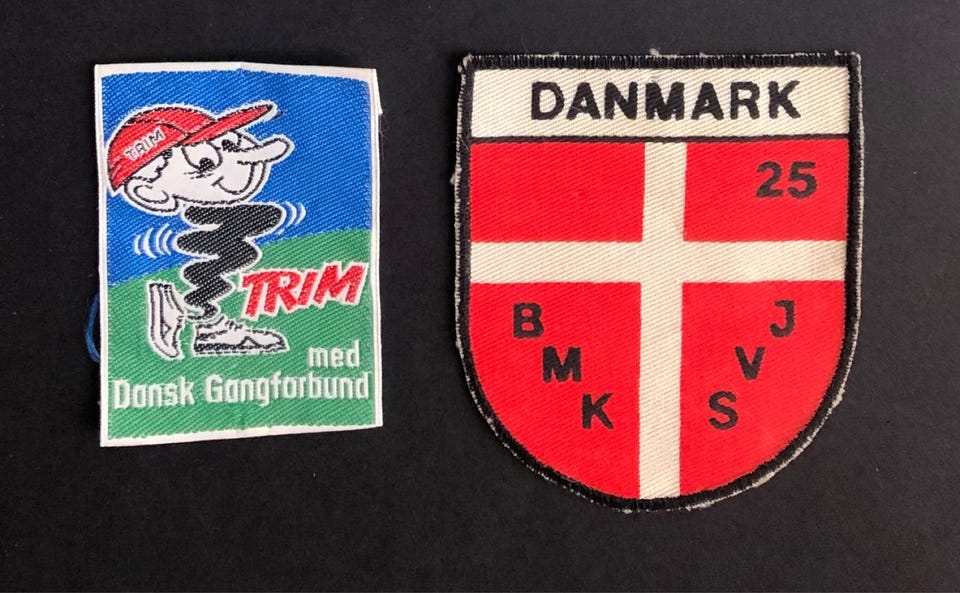 TRIM
TRIM
med
Dansk Gangforbund
DANMARK
25
B J
M V
K S